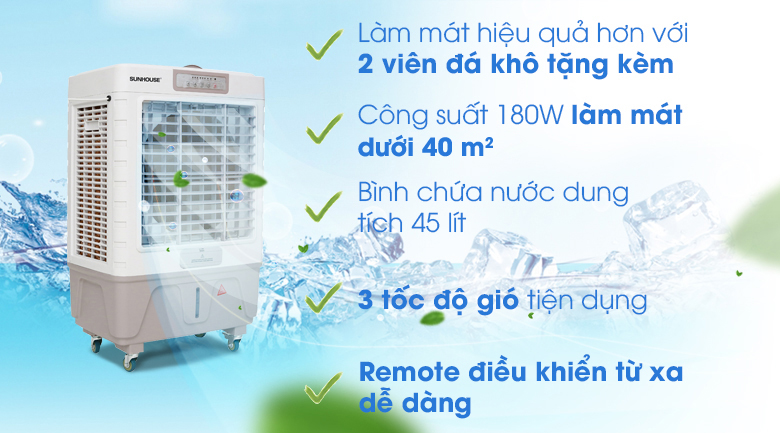 SUNHOUSE
Làm mát hiệu quả hơn với
2 viên đá khô tặng kèm
Công suất 180W làm mát
dưới 40 m²
Bình chứa nước dung
tích 45 lít
3 tốc độ gió tiện dụng
Remote điều khiển từ xa
dễ dàng